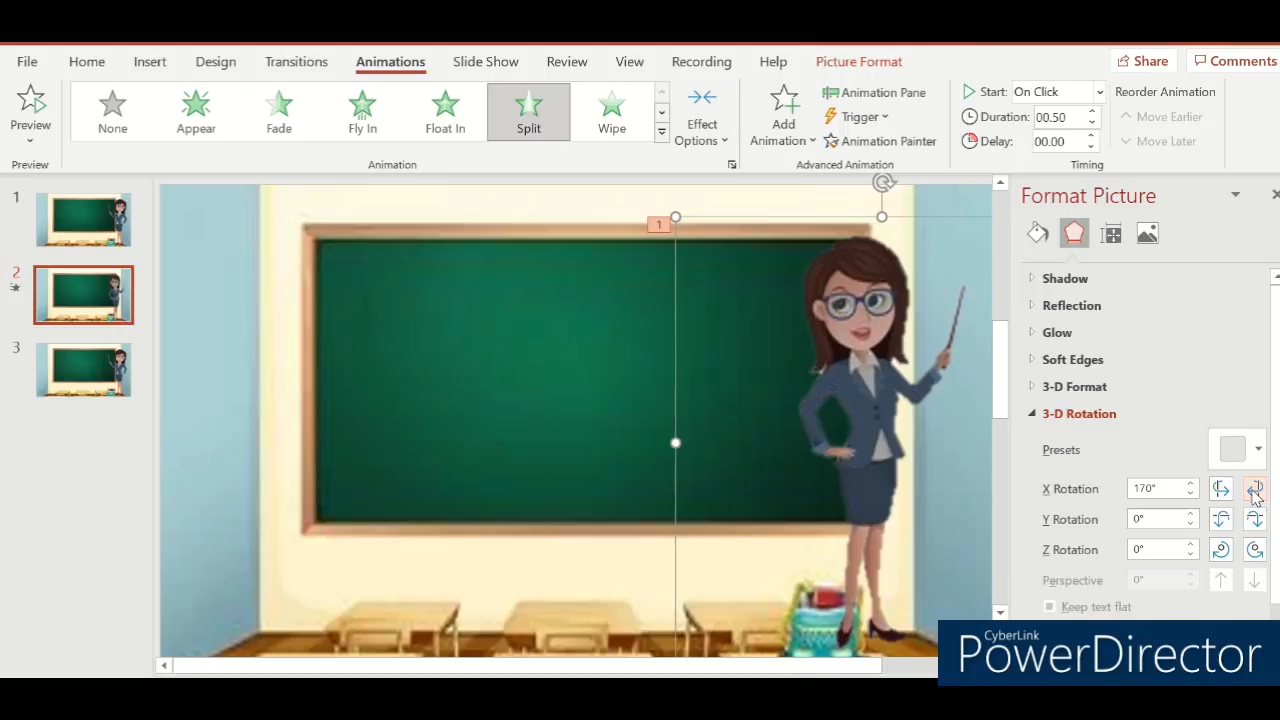 File Home Insert Design Transitions Animations Slide Show Review View Recording Help Picture Format Share Comments
Preview
None Appear Fade Fly In Float In Split Wipe
Effect Options
Add Animation
Animation Pane
Trigger
Animation Painter
Start: On Click
Duration: 00.50
Delay: 00.00
Reorder Animation
Move Earlier
Move Later
Preview Animation Advanced Animation Timing
1
2
3
1
Format Picture
Shadow
Reflection
Glow
Soft Edges
3-D Format
3-D Rotation
Presets
X Rotation 170°
Y Rotation 0°
Z Rotation 0°
Perspective 0°
Keep text flat
CyberLink
PowerDirector